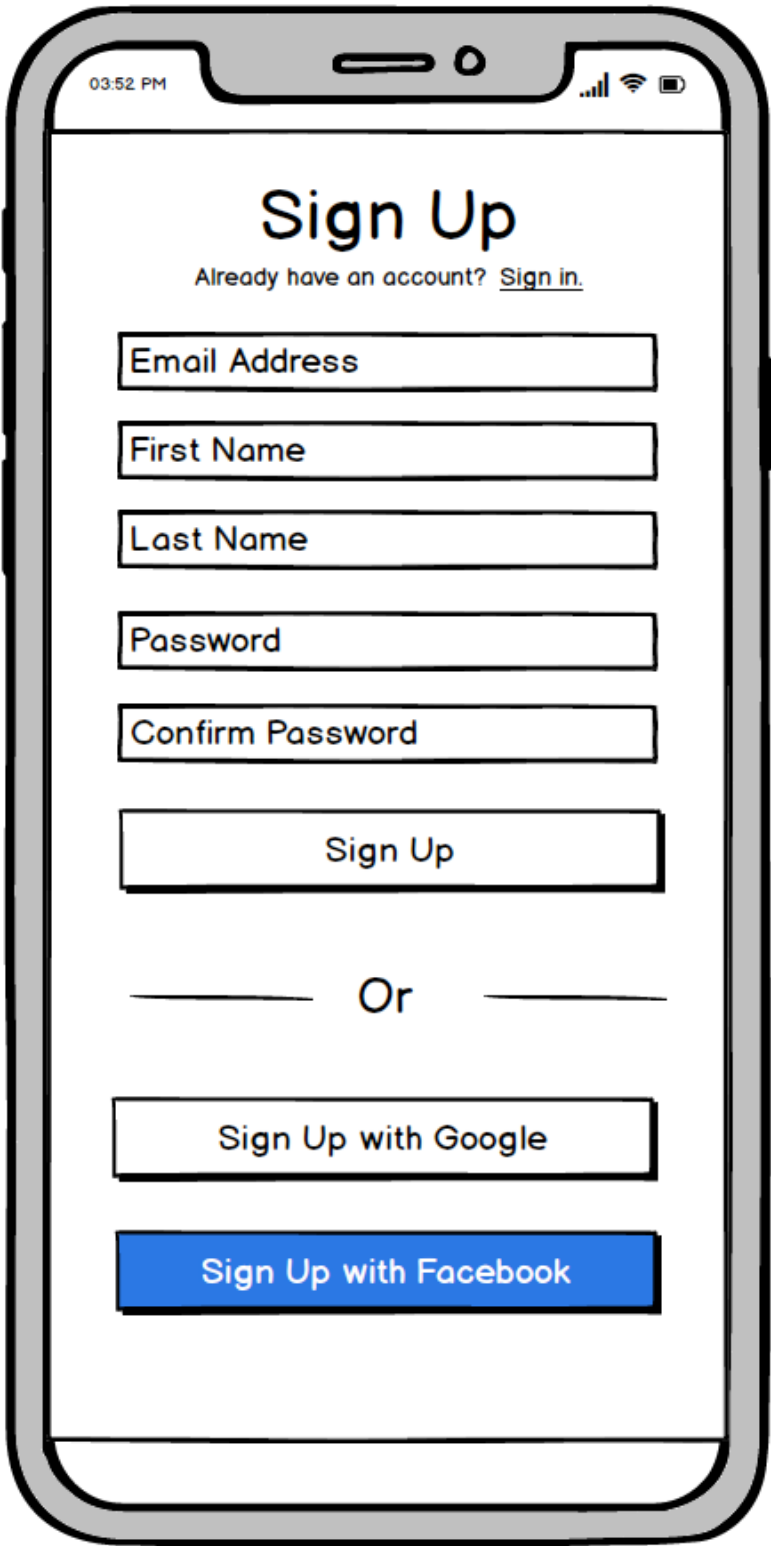 03:52 PM
Sign Up
Already have an account? Sign in.
Email Address
First Name
Last Name
Password
Confirm Password
Sign Up
Or
Sign Up with Google
Sign Up with Facebook